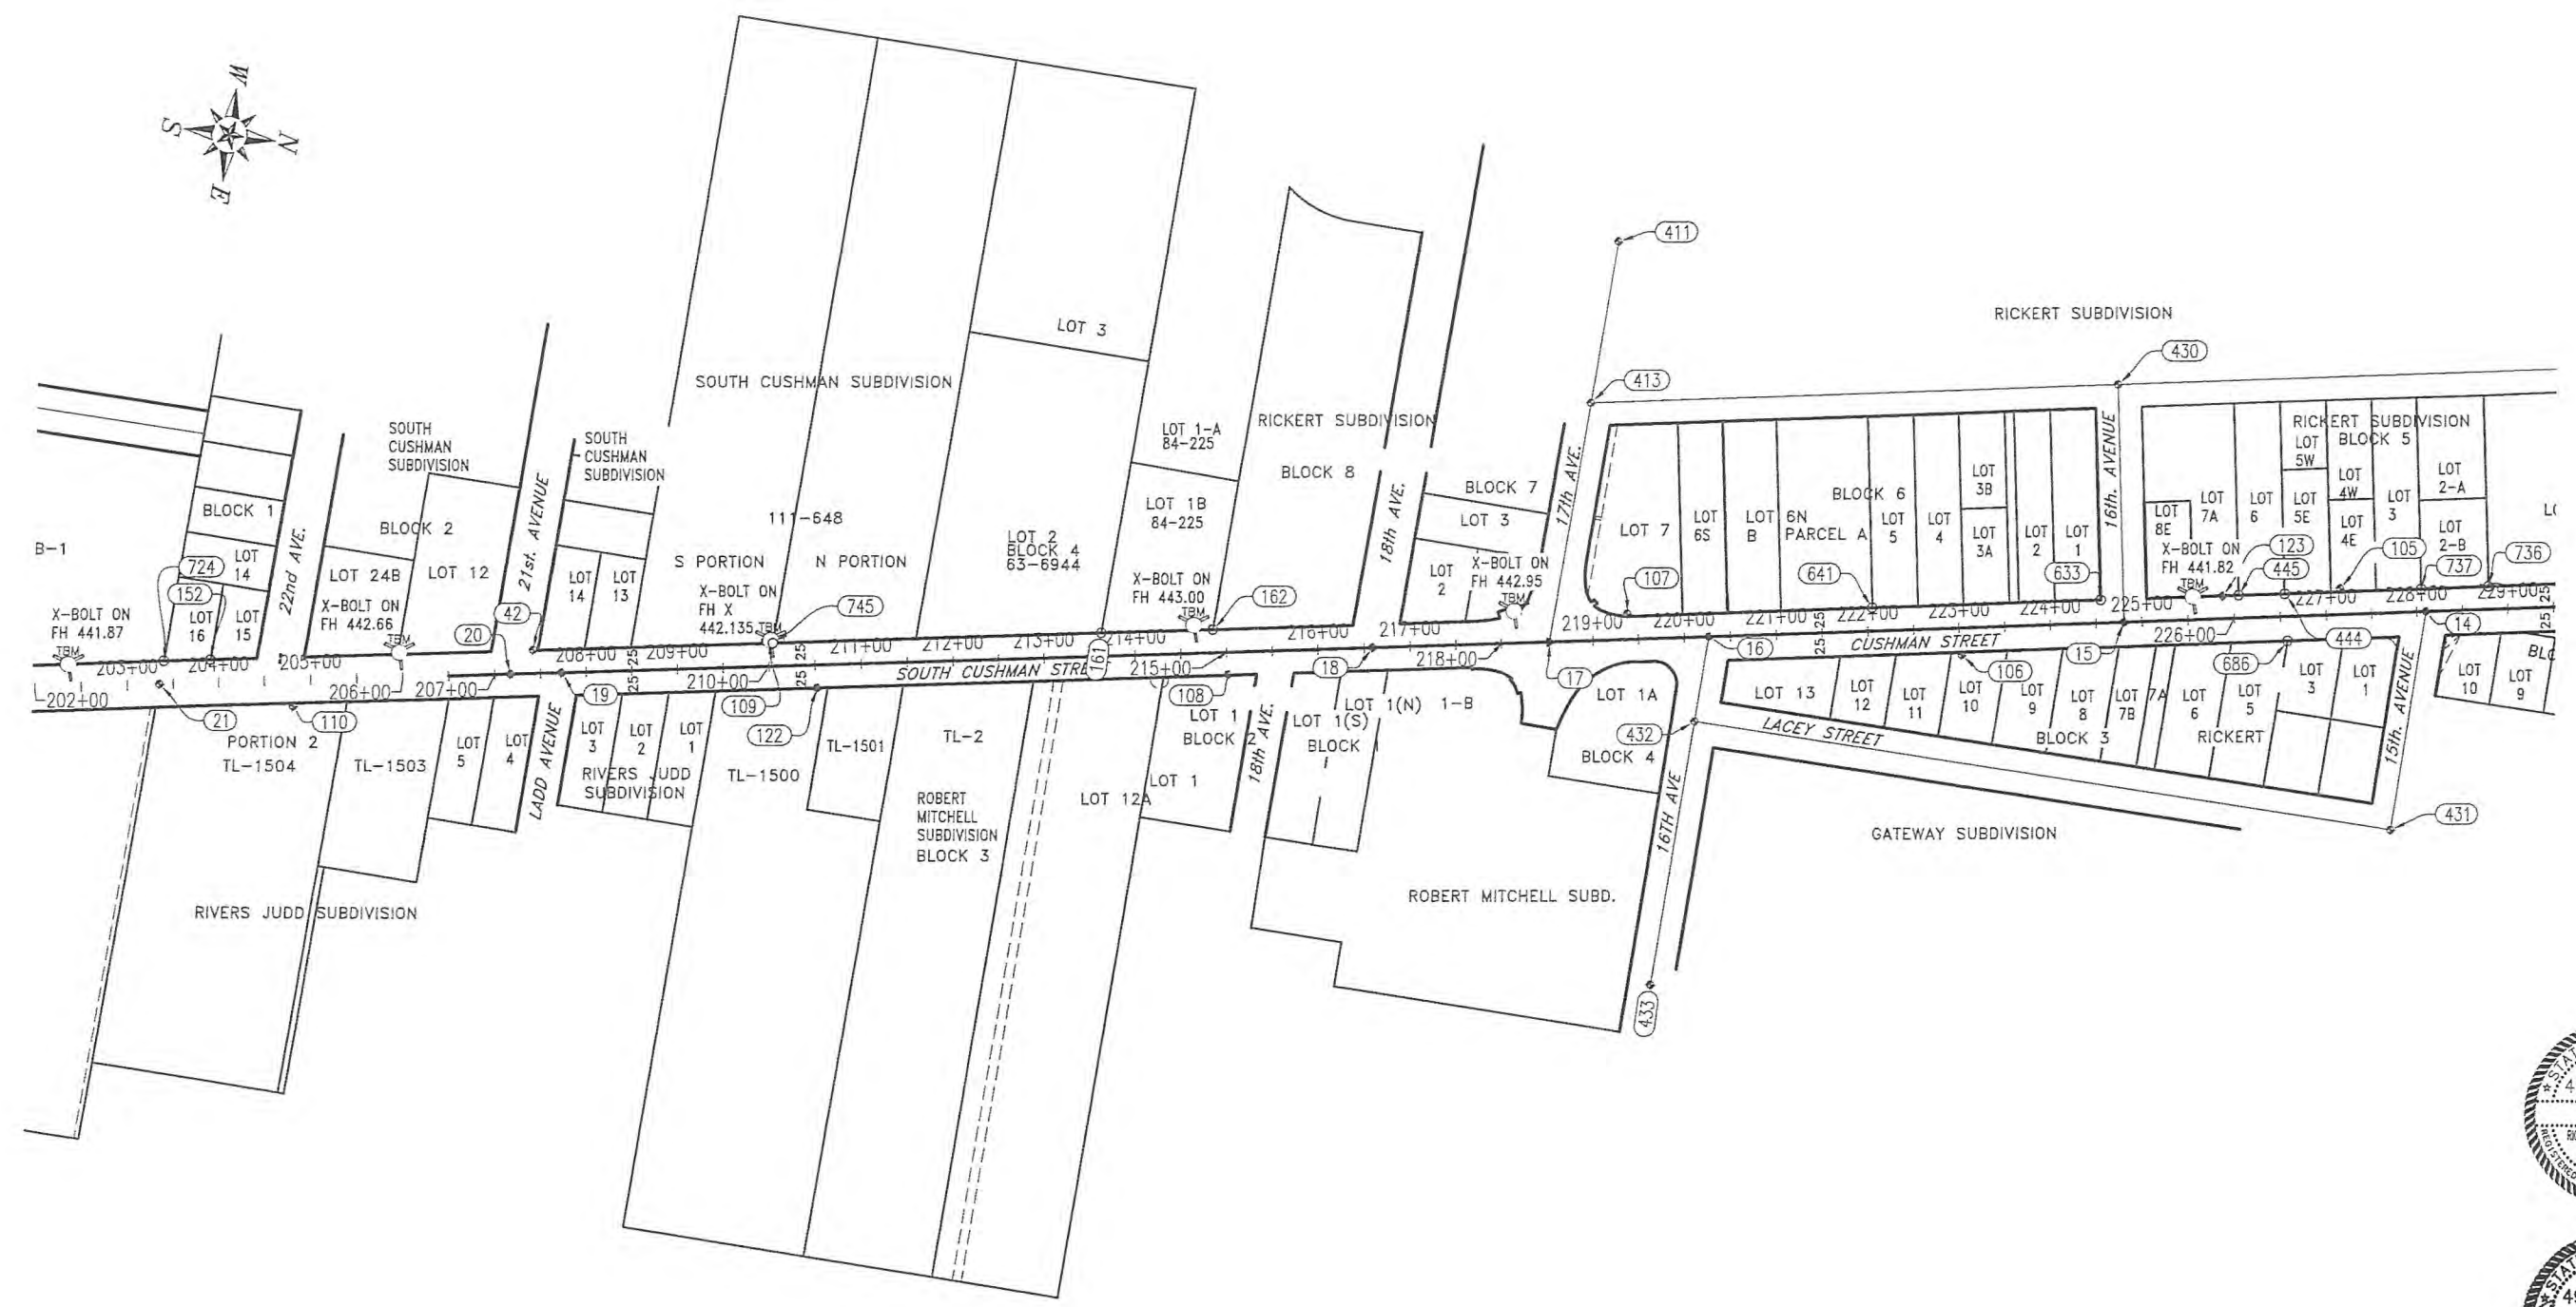 W
S
N
E
411
RICKERT SUBDIVISION
430
413
LOT 3
SOUTH CUSHMAN SUBDIVISION
SOUTH
CUSHMAN
SUBDIVISION
SOUTH
CUSHMAN
SUBDIVISION
LOT 1-A
84-225
RICKERT SUBDIVISION
BLOCK 8
17th AVE.
16th. AVENUE
RICKERT SUBDIVISION
BLOCK 5
LOT
5W
LOT
4W
LOT
3
LOT
2-A
B-1
BLOCK 1
LOT
14
LOT
16
LOT
15
22nd AVE.
BLOCK 2
LOT 24B
LOT 12
21st. AVENUE
LOT
14
LOT
13
111-648
S PORTION
N PORTION
LOT 2
BLOCK 4
63-6944
LOT 1B
84-225
18th AVE.
BLOCK 7
LOT 3
LOT
2
LOT 7
LOT
6S
LOT
B
6N
PARCEL A
BLOCK 6
LOT
5
LOT
4
LOT
3B
LOT
3A
LOT
2
LOT
1
LOT
8E
LOT
7A
LOT
6
LOT
5E
LOT
4E
LOT
2-B
724
152
X-BOLT ON
FH 441.87
TBM
X-BOLT ON
FH 442.66
TBM
20
42
X-BOLT ON
FH X
442.135
TBM
745
X-BOLT ON
FH 443.00
TBM
162
X-BOLT ON
FH 442.95
TBM
107
641
633
X-BOLT ON
FH 441.82
TBM
123
445
105
737
736
202+00
203+00
204+00
205+00
206+00
207+00
208+00
209+00
210+00
211+00
212+00
213+00
214+00
215+00
216+00
217+00
218+00
219+00
220+00
221+00
222+00
223+00
224+00
225+00
226+00
227+00
228+00
229+00
25
25
25
25
25
25
25
25
SOUTH CUSHMAN STREET
CUSHMAN STREET
161
21
110
19
109
122
108
18
17
16
106
15
686
444
14
PORTION 2
TL-1504
TL-1503
LOT
5
LOT
4
LADD AVENUE
LOT
3
LOT
2
LOT
1
RIVERS JUDD
SUBDIVISION
TL-1500
TL-1501
TL-2
ROBERT
MITCHELL
SUBDIVISION
BLOCK 3
LOT 12A
LOT 1
BLOCK 2
LOT 1
18th AVE.
LOT 1(S)
BLOCK 1
LOT 1(N)
1-B
LOT 1A
BLOCK 4
432
16TH AVE
LOT 13
LOT
12
LOT
11
LOT
10
LOT
9
LOT
8
LOT
7B
7A
LOT
6
LOT
5
LOT
3
LOT
1
BLOCK 3
RICKERT
LACEY STREET
15th. AVENUE
LOT
10
LOT
9
431
GATEWAY SUBDIVISION
ROBERT MITCHELL SUBD.
RIVERS JUDD SUBDIVISION
433